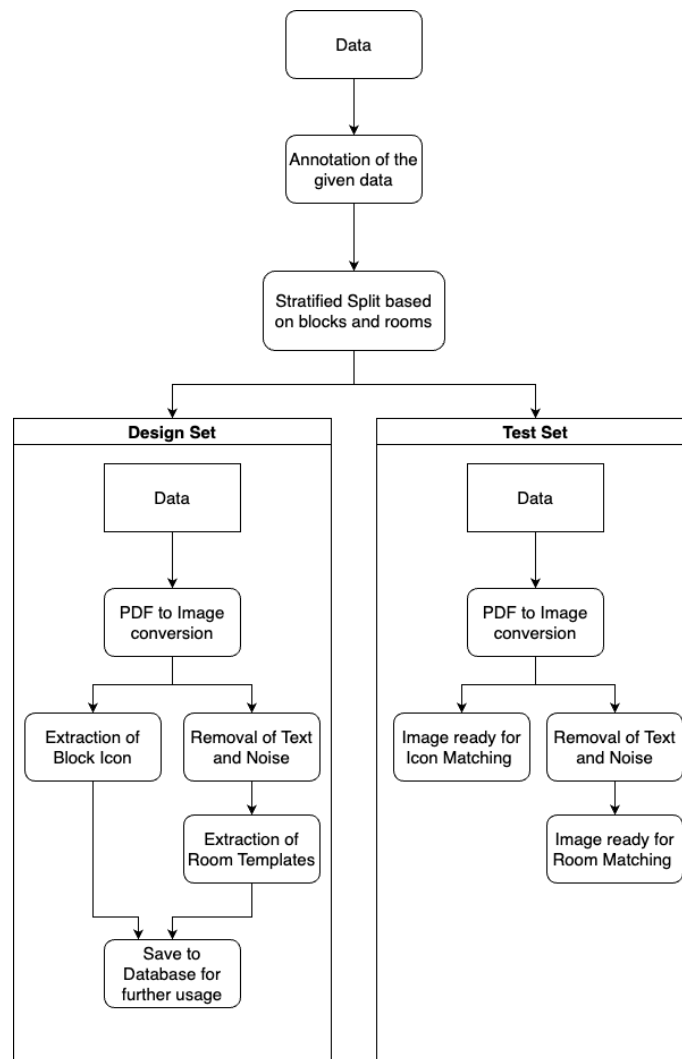 Data
Annotation of the
given data
Stratified Split based
on blocks and rooms
Design Set
Data
PDF to Image
conversion
Extraction of
Block Icon
Removal of Text
and Noise
Extraction of
Room Templates
Save to
Database for
further usage
Test Set
Data
PDF to Image
conversion
Image ready for
Icon Matching
Removal of Text
and Noise
Image ready for
Room Matching